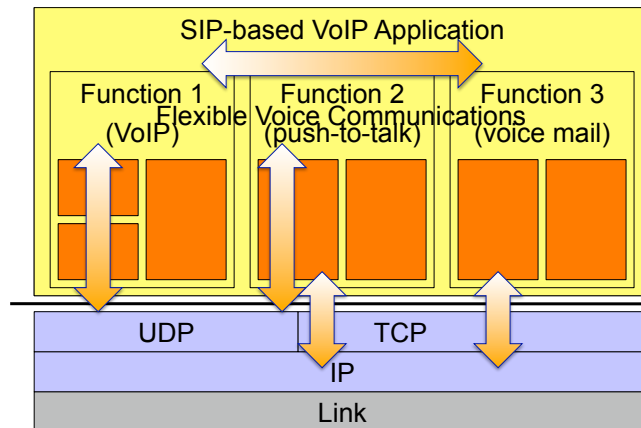 SIP-based VoIP Application
Function 1
Function 2
Function 3
Flexible Voice Communications
(VoIP)
(push-to-talk)
(voice mail)
UDP
TCP
IP
Link